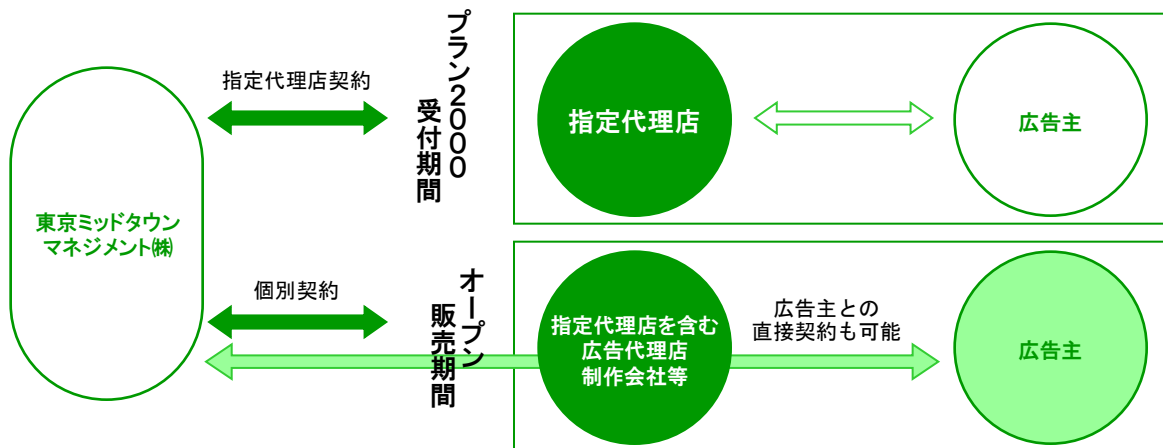 東京ミッドタウン
マネジメント㈱
指定代理店契約
プラン2000
受付期間
指定代理店
広告主
個別契約
オープン
販売期間
指定代理店を含む
広告代理店
制作会社等
広告主との
直接契約も可能
広告主